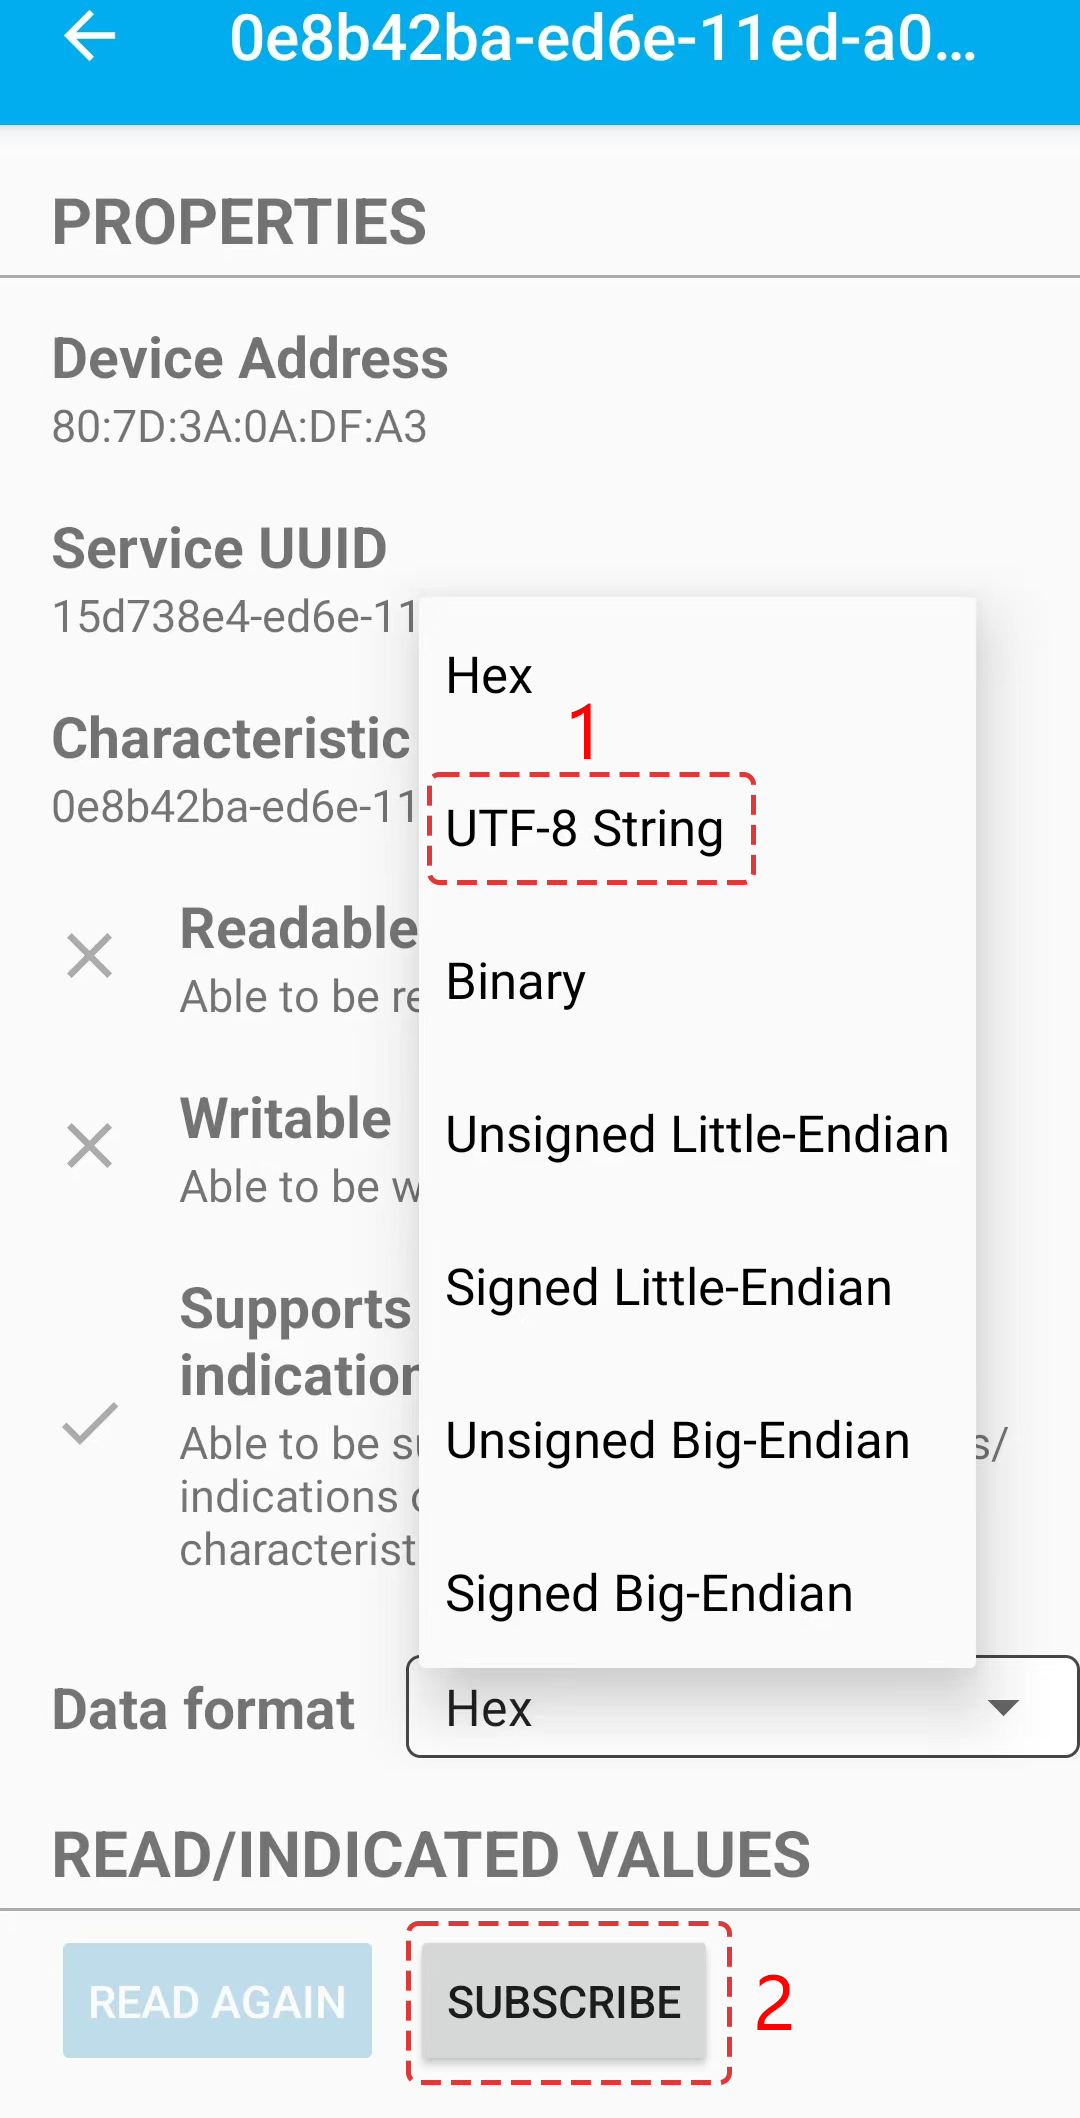 0e8b42ba-ed6e-11ed-a0...
PROPERTIES
Device Address
80:7D:3A:0A:DF:A3
Service UUID
15d738e4-ed6e-11
Hex
1
Characteristic
0e8b42ba-ed6e-11
UTF-8 String
Readable
Able to be re
Binary
Writable
Able to be w
Unsigned Little-Endian
Signed Little-Endian
Supports
indication
Able to be su
s/
indications
characterist
Unsigned Big-Endian
Signed Big-Endian
Data format
Hex
READ/INDICATED VALUES
READ AGAIN
SUBSCRIBE
2